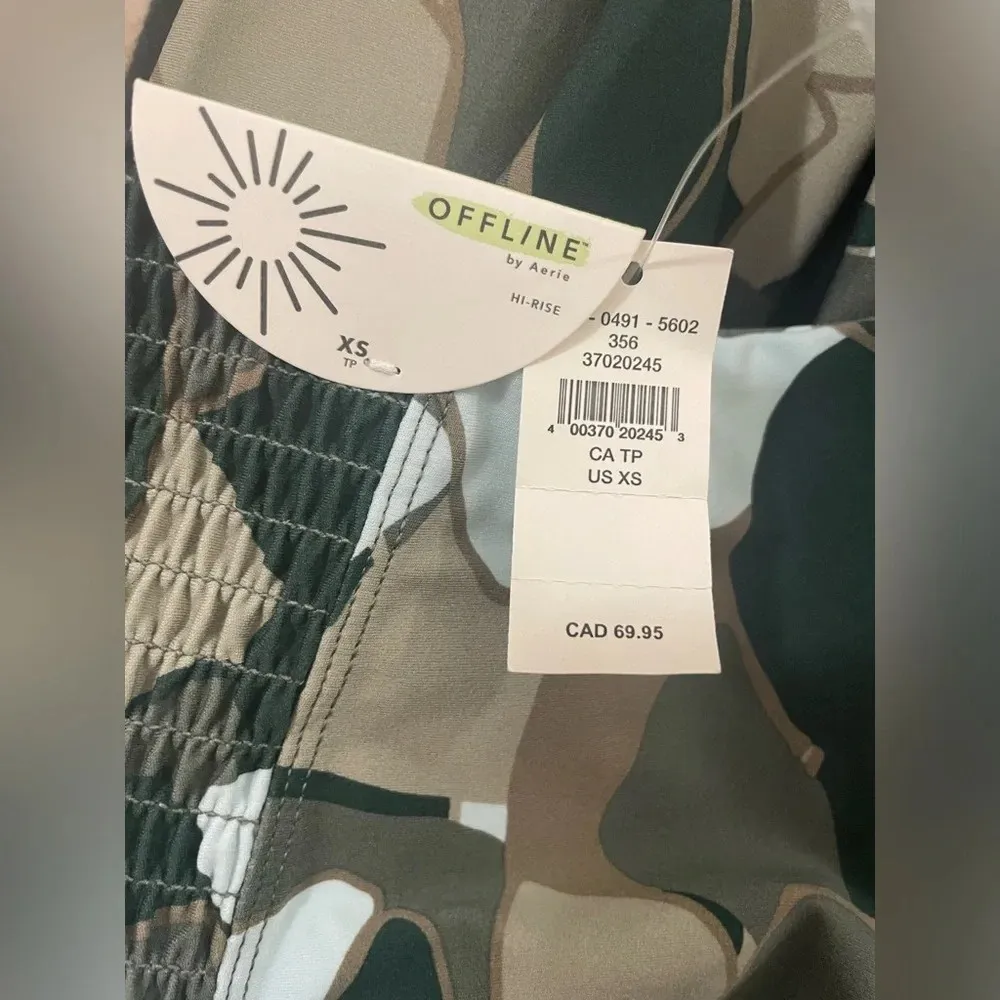 OFFLINE™
by Aerie
HI-RISE
XS
TP
- 0491 - 5602
356
37020245
4 00370 20245 3
CA TP
US XS
CAD 69.95